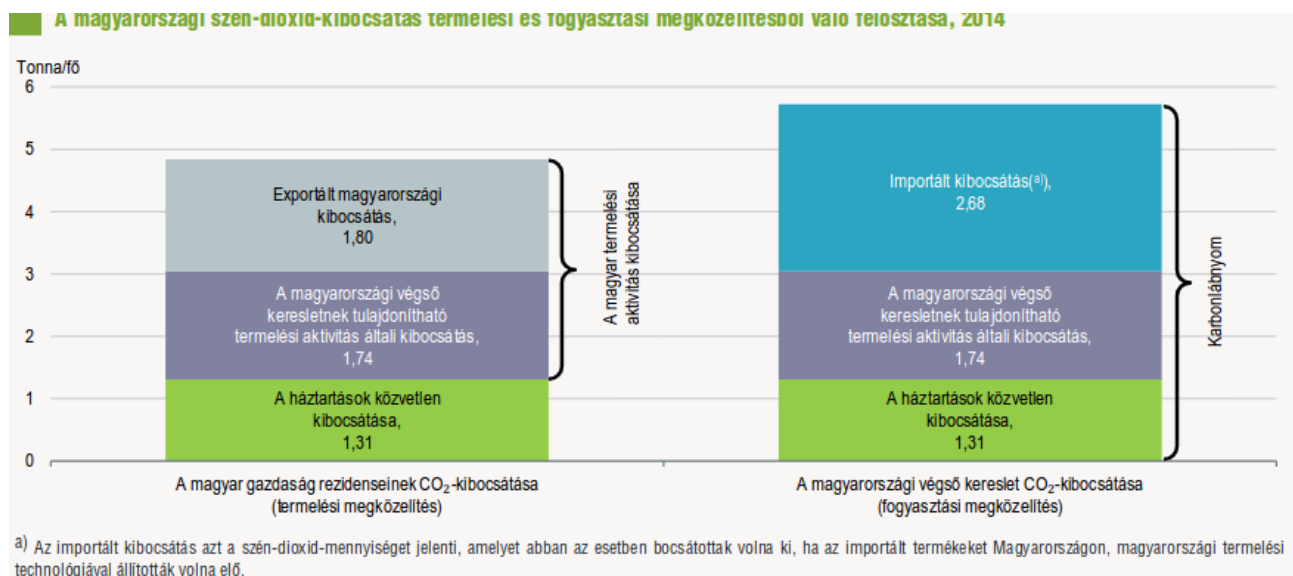 A magyarországi szén-dioxid-kibocsátás termelési és fogyasztási megközelítésből való felosztása, 2014
Tonna/fő
6
5
4
3
2
1
0
Exportált magyarországi
kibocsátás,
1,80
A magyarországi végső
keresletnek tulajdonítható
termelési aktivitás általi kibocsátás,
1,74
A háztartások közvetlen
kibocsátása,
1,31
A magyar termelési
aktivitás kibocsátása
Importált kibocsátás(a)),
2,68
A magyarországi végső
keresletnek tulajdonítható
termelési aktivitás általi kibocsátás,
1,74
A háztartások közvetlen
kibocsátása,
1,31
Karbonlábnyom
A magyar gazdaság rezidenseinek CO₂-kibocsátása
(termelési megközelítés)
A magyarországi végső kereslet CO₂-kibocsátása
(fogyasztási megközelítés)
a) Az importált kibocsátás azt a szén-dioxid-mennyiséget jelenti, amelyet abban az esetben bocsátottak volna ki, ha az importált termékeket Magyarországon, magyarországi termelési
technológiával állították volna elő.